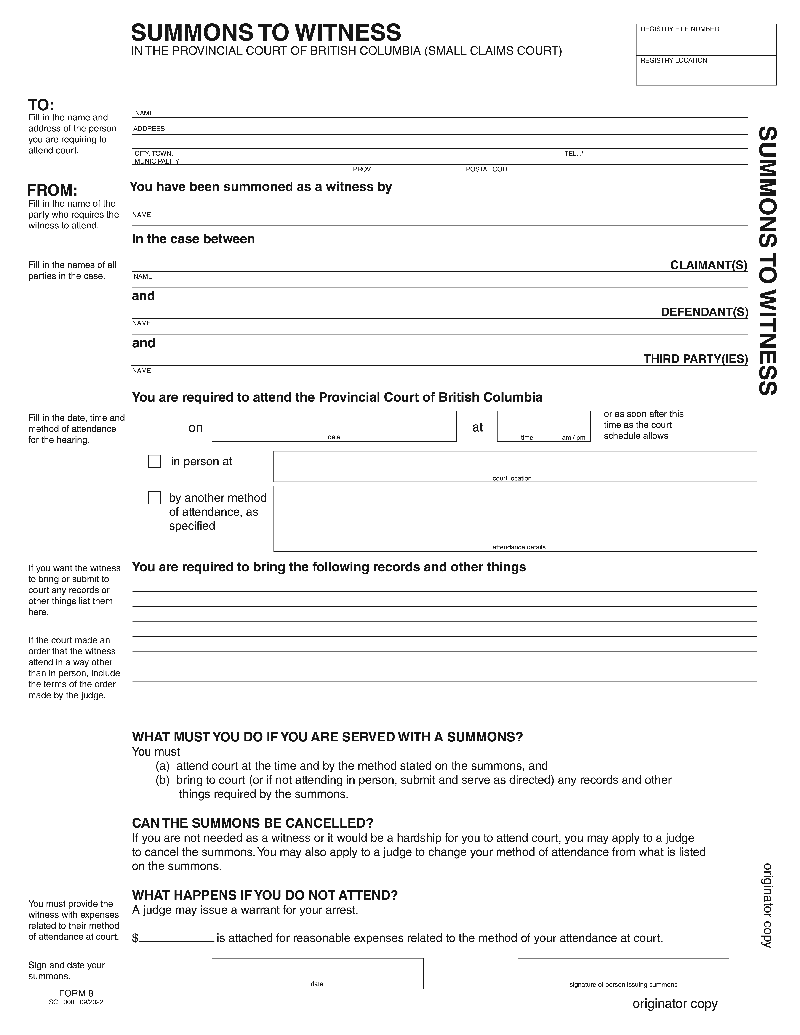 SUMMONS TO WITNESS
IN THE PROVINCIAL COURT OF BRITISH COLUMBIA (SMALL CLAIMS COURT)
REGISTRY FILE NUMBER
REGISTRY LOCATION
TO:
Fill in the name and
address of the person
you are requiring to
attend court.
NAME
ADDRESS
CITY, TOWN,
MUNICIPALITY
TEL. #
PROV.
POSTAL CODE
SUMMONS TO WITNESS
FROM:
Fill in the name of the
party who requires the
witness to attend.
You have been summoned as a witness by
NAME
In the case between
Fill in the names of all
parties in the case.
CLAIMANT(S)
NAME
and
DEFENDANT(S)
NAME
and
THIRD PARTY(IES)
NAME
You are required to attend the Provincial Court of British Columbia
Fill in the date, time and
method of attendance
for the hearing.
on
date
at
time am / pm
or as soon after this
time as the court
schedule allows
in person at
court location
by another method
of attendance, as
specified
attendance details
If you want the witness
to bring or submit to
court any records or
other things list them
here.
You are required to bring the following records and other things
If the court made an
order that the witness
attend in a way other
than in person, include
the terms of the order
made by the judge.
WHAT MUST YOU DO IF YOU ARE SERVED WITH A SUMMONS?
You must
(a) attend court at the time and by the method stated on the summons, and
(b) bring to court (or if not attending in person, submit and serve as directed) any records and other
things required by the summons.
CAN THE SUMMONS BE CANCELLED?
If you are not needed as a witness or it would be a hardship for you to attend court, you may apply to a judge
to cancel the summons. You may also apply to a judge to change your method of attendance from what is listed
on the summons.
WHAT HAPPENS IF YOU DO NOT ATTEND?
A judge may issue a warrant for your arrest.
You must provide the
witness with expenses
related to their method
of attendance at court.
$ is attached for reasonable expenses related to the method of your attendance at court.
originator copy
Sign and date your
summons.
date
signature of person issuing summons
FORM 8
09/2022
originator copy